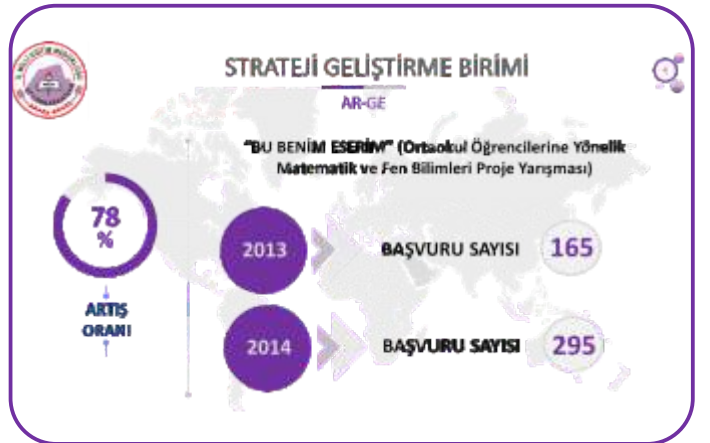 STRATEJİ GELİŞTİRME BİRİMİ
AR-GE
"BU BENİM ESERİM" (Ortaokul Öğrencilerine Yönelik
Matematik ve Fen Bilimleri Proje Yarışması)
78
%
ARTIŞ
ORANI
2013
BAŞVURU SAYISI
165
2014
BAŞVURU SAYISI
295